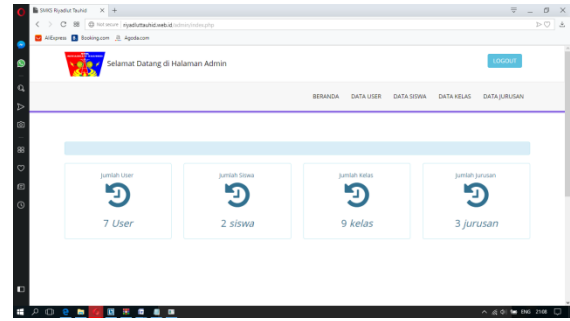 SMKS Riyadlut Tauhid
Not secure
riyadluttauhid.web.id/admin/index.php
AliExpress
Booking.com
Agoda.com
Selamat Datang di Halaman Admin
LOGOUT
BERANDA DATA USER DATA SISWA DATA KELAS DATA JURUSAN
Jumlah User
7 User
Jumlah Siswa
2 siswa
Jumlah Kelas
9 kelas
Jumlah Jurusan
3 jurusan
ENG 21:08